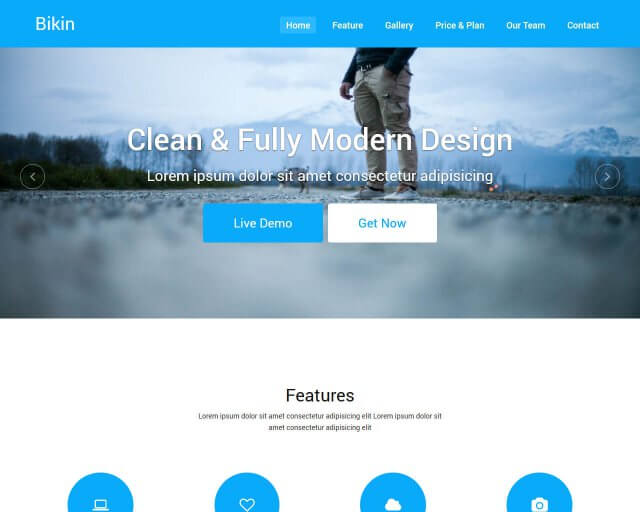 Bikin
Home Feature Gallery Price & Plan Our Team Contact
Clean & Fully Modern Design
Lorem ipsum dolor sit amet consectetur adipisicing
Live Demo Get Now
Features
Lorem ipsum dolor sit amet consectetur adipisicing elit Lorem ipsum dolor sit
amet consectetur adipisicing elit